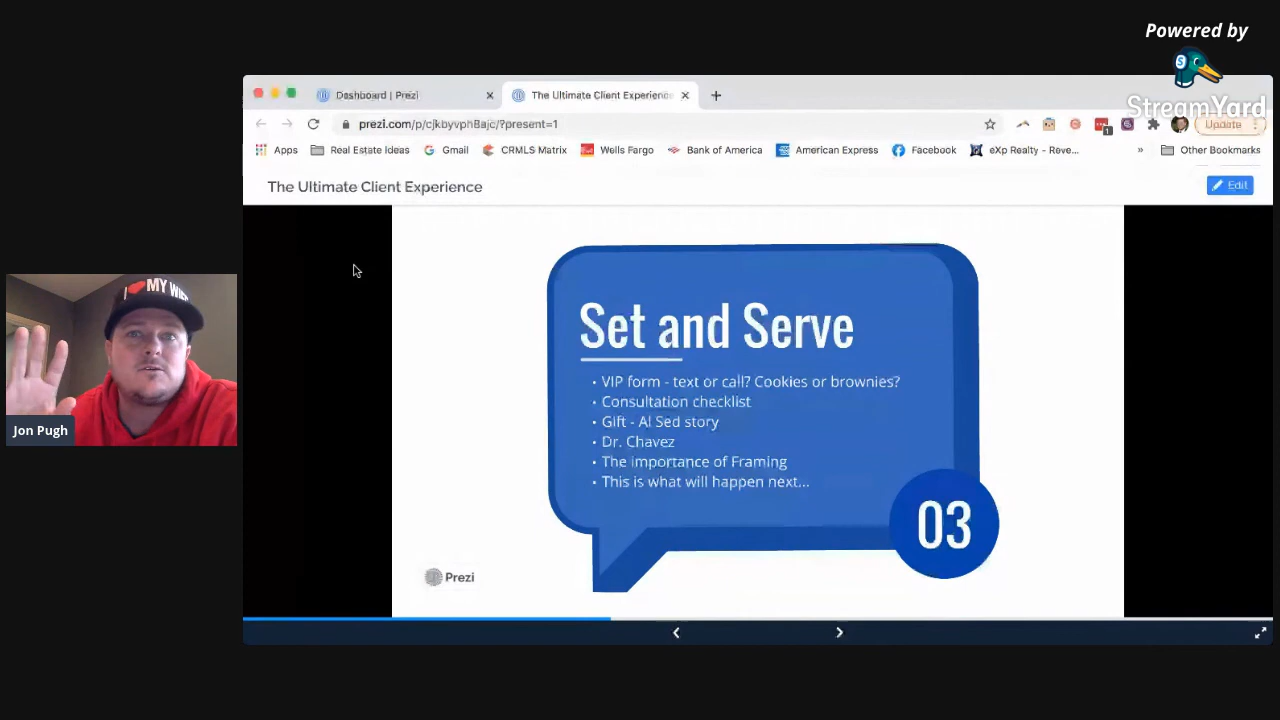 Powered by
StreamYard
Dashboard | Prezi
The Ultimate Client Experience
prezi.com/p/cjkbyvphBajc/?present=1
Update
Apps
Real Estate Ideas
Gmail
CRMLS Matrix
Wells Fargo
Bank of America
American Express
Facebook
eXp Realty - Reve...
»
Other Bookmarks
The Ultimate Client Experience
Edit
I ❤ MY WIFE
Jon Pugh
Set and Serve
• VIP form - text or call? Cookies or brownies?
• Consultation checklist
• Gift - Al Sed story
• Dr. Chavez
• The importance of Framing
• This is what will happen next...
03
Prezi